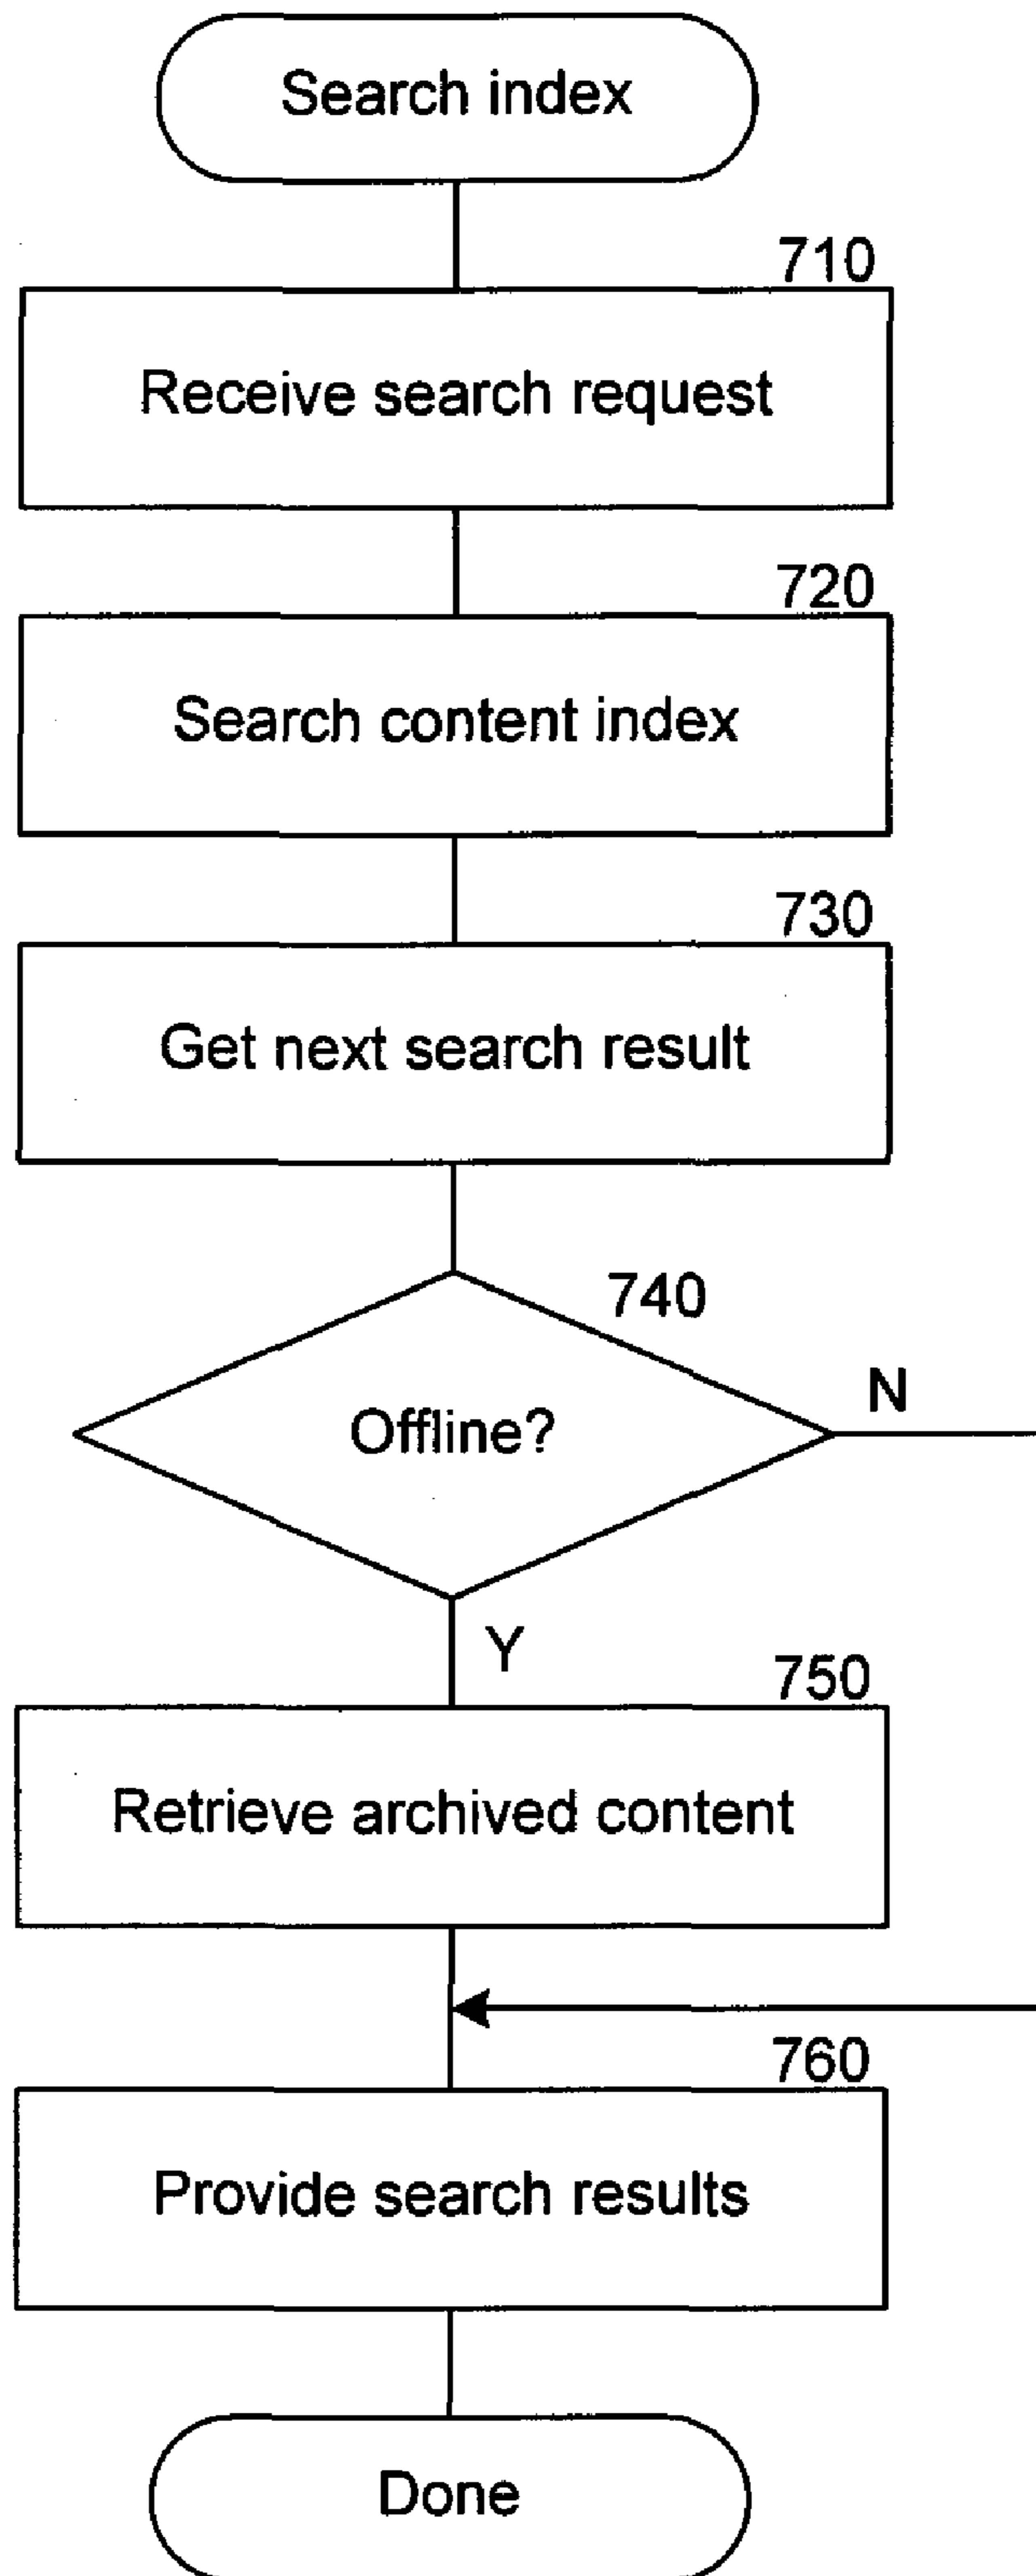 Search index
710
Receive search request
720
Search content index
730
Get next search result
740
Offline?
N
Y
750
Retrieve archived content
760
Provide search results
Done